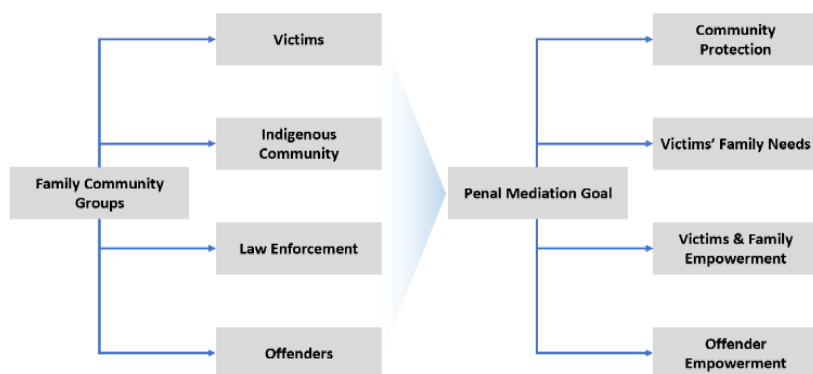 Family Community
Groups
Victims
Indigenous
Community
Law Enforcement
Offenders
Penal Mediation Goal
Community
Protection
Victims' Family Needs
Victims & Family
Empowerment
Offender
Empowerment